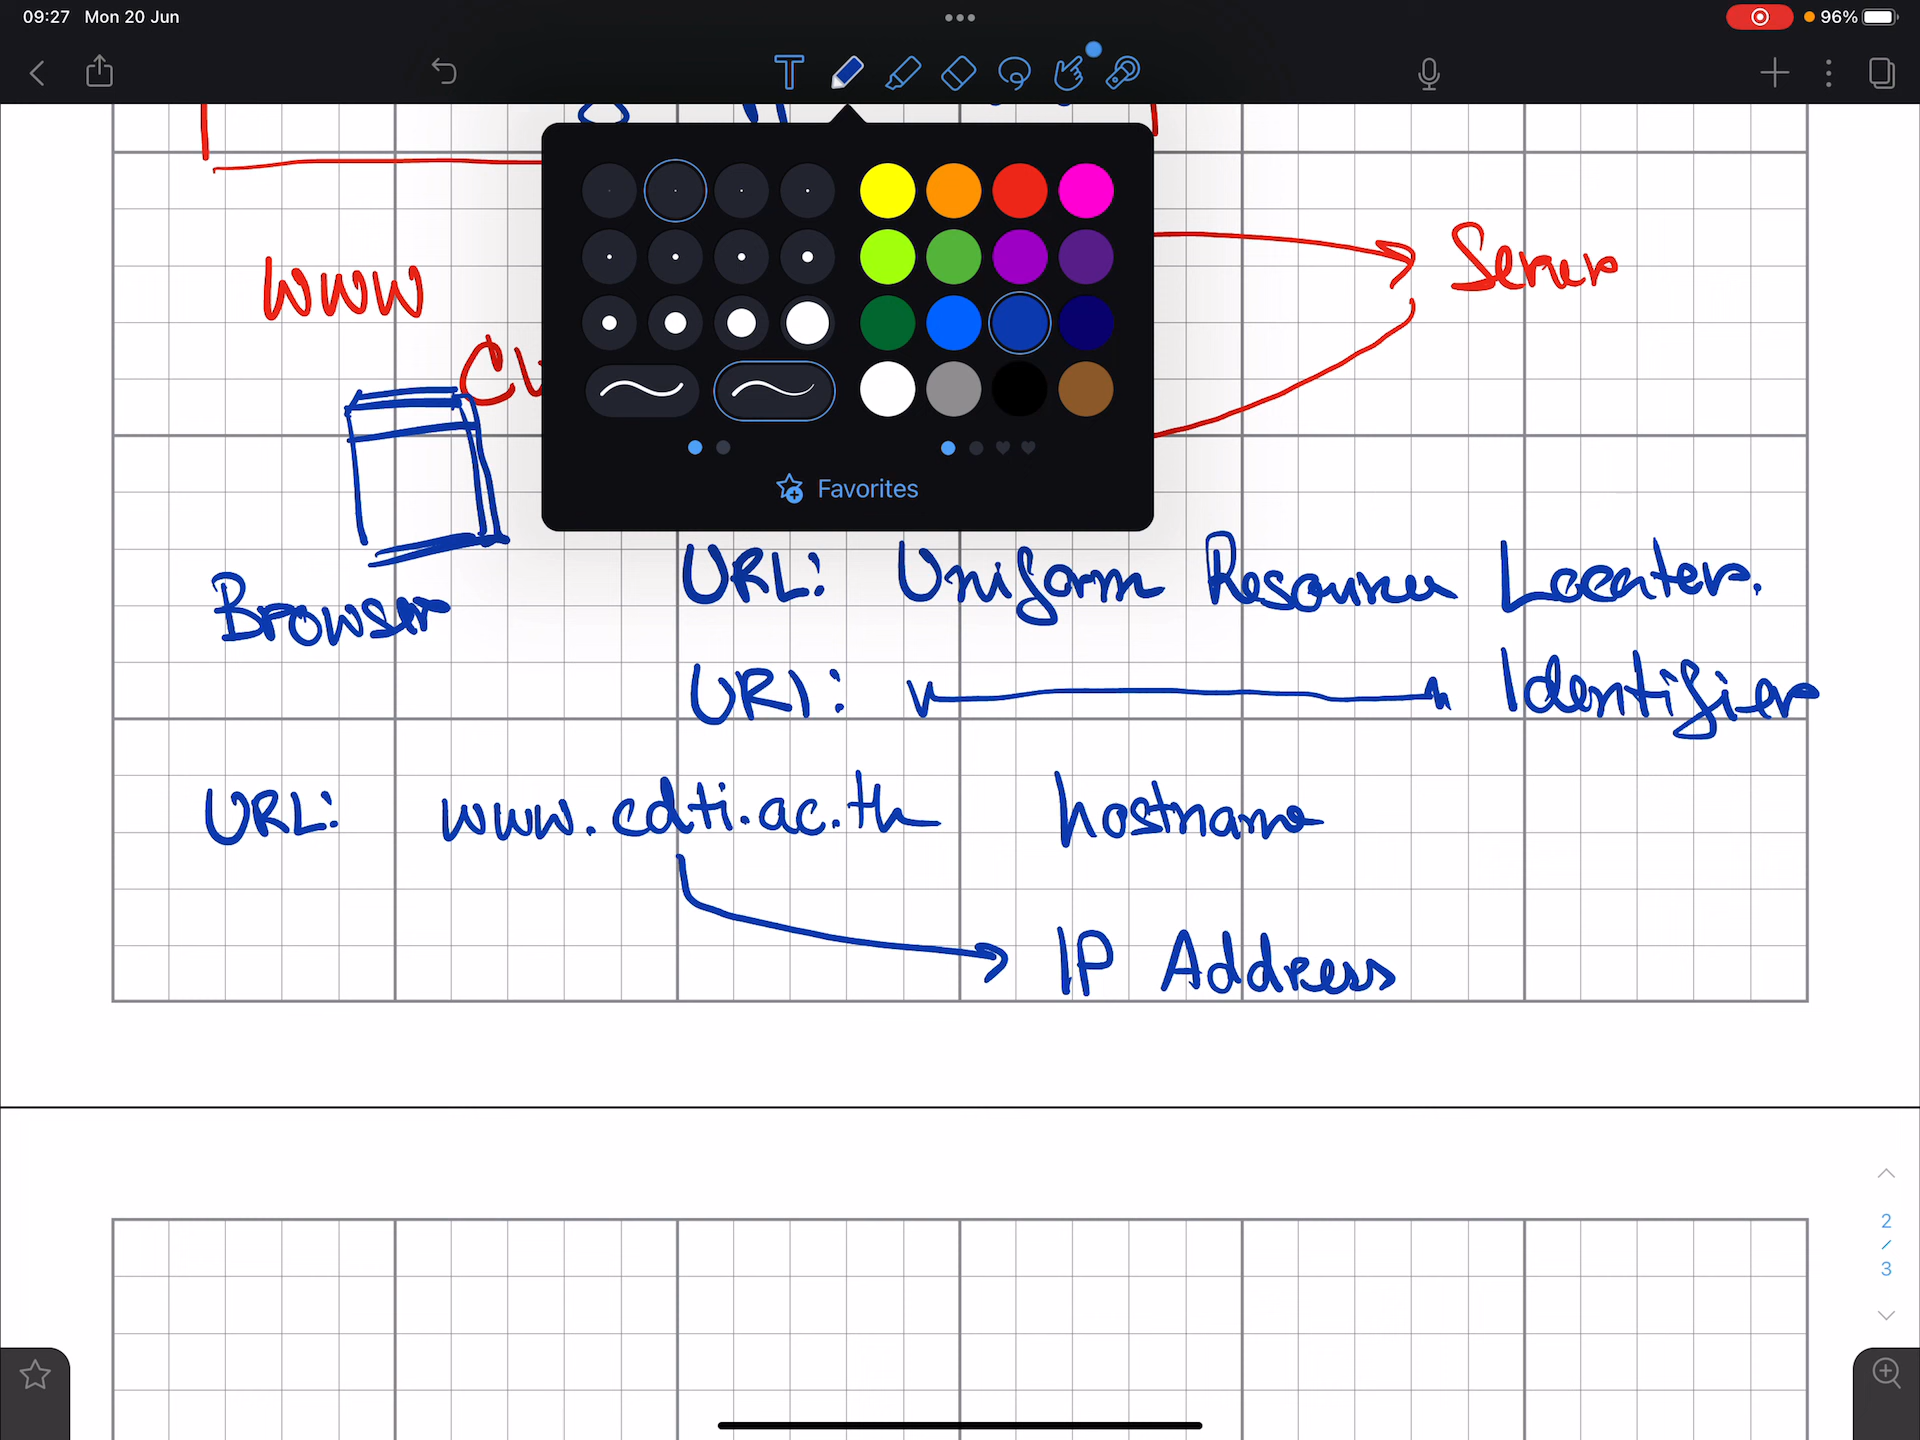 09:27 Mon 20 Jun
96%
WWW
Server
Favorites
URL: Uniform Resource Locater.
Browser
URI: Identifier
URL: www.cdti.ac.th hostname
IP Address
2
/
3